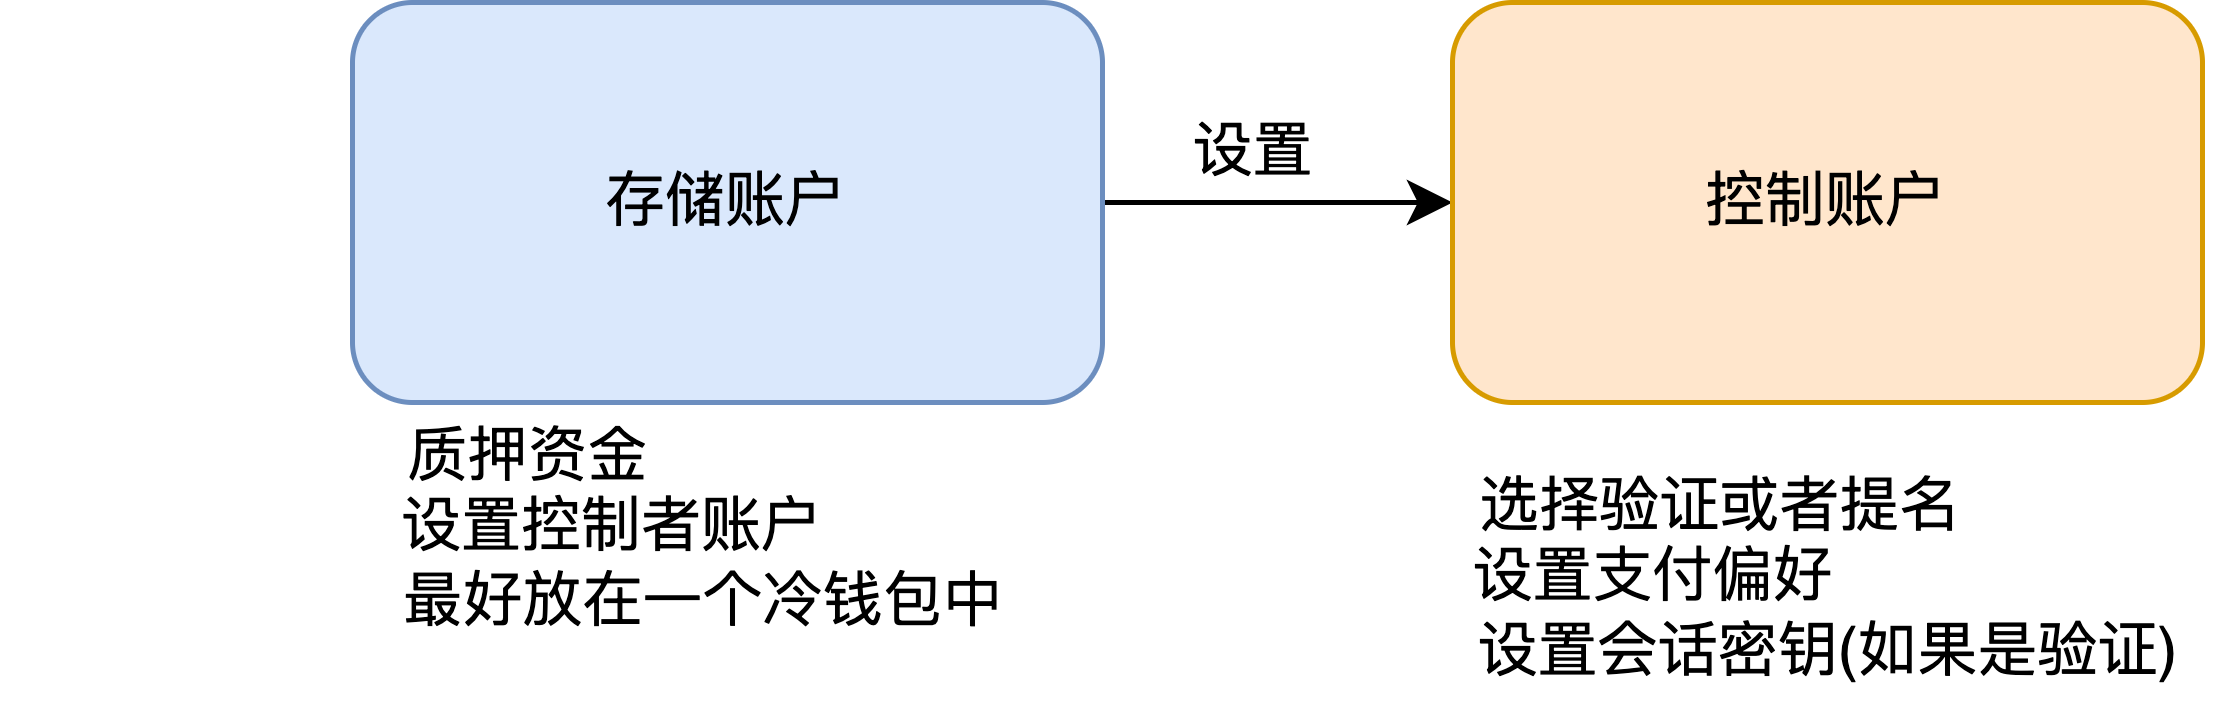 存储账户
设置
控制账户
质押资金
设置控制者账户
最好放在一个冷钱包中
选择验证或者提名
设置支付偏好
设置会话密钥(如果是验证)